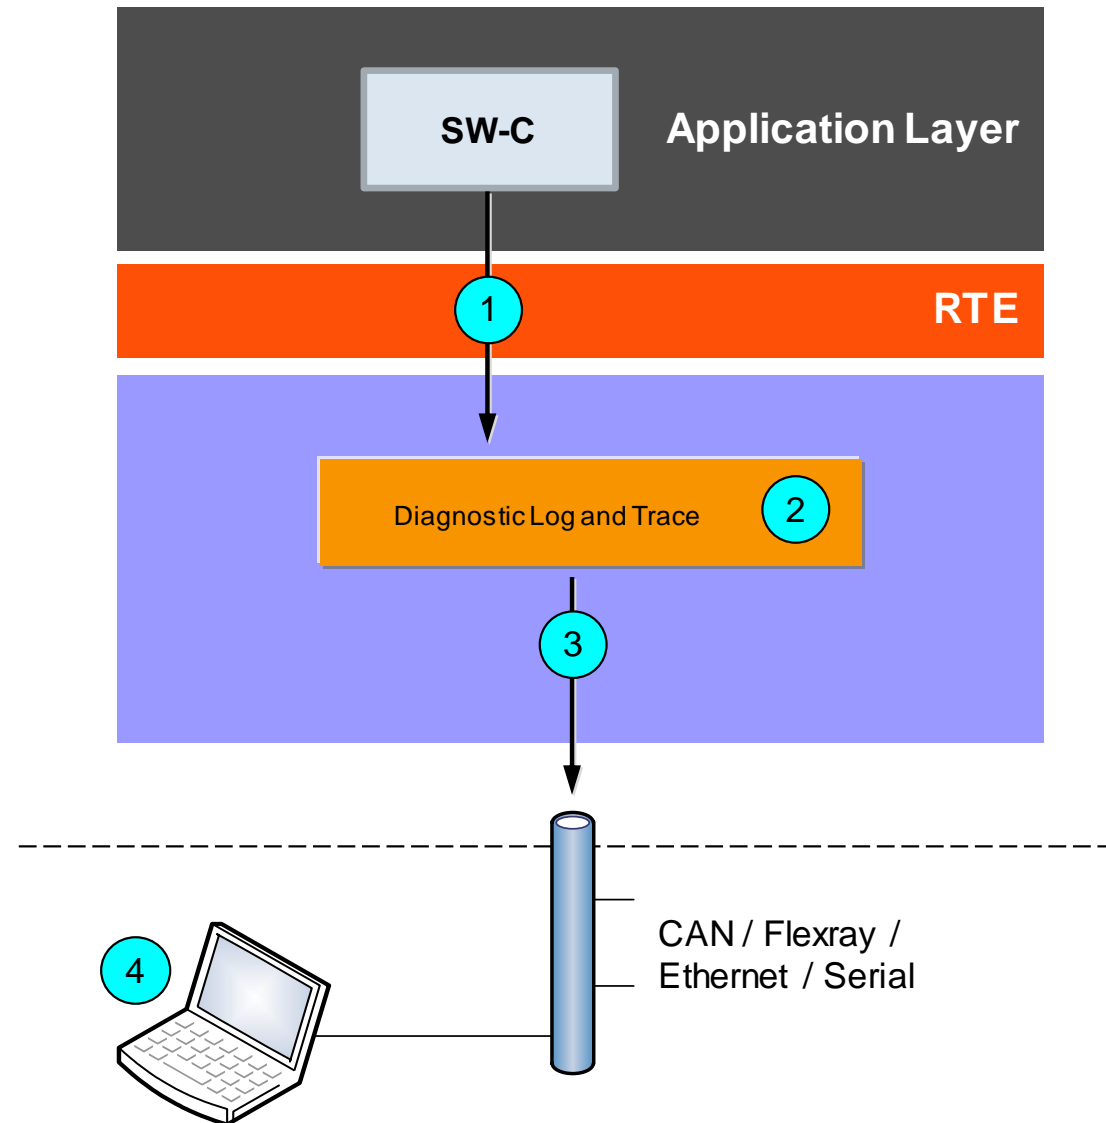 SW-C
Application Layer
1
RTE
Diagnostic Log and Trace
2
3
CAN / Flexray /
Ethernet / Serial
4